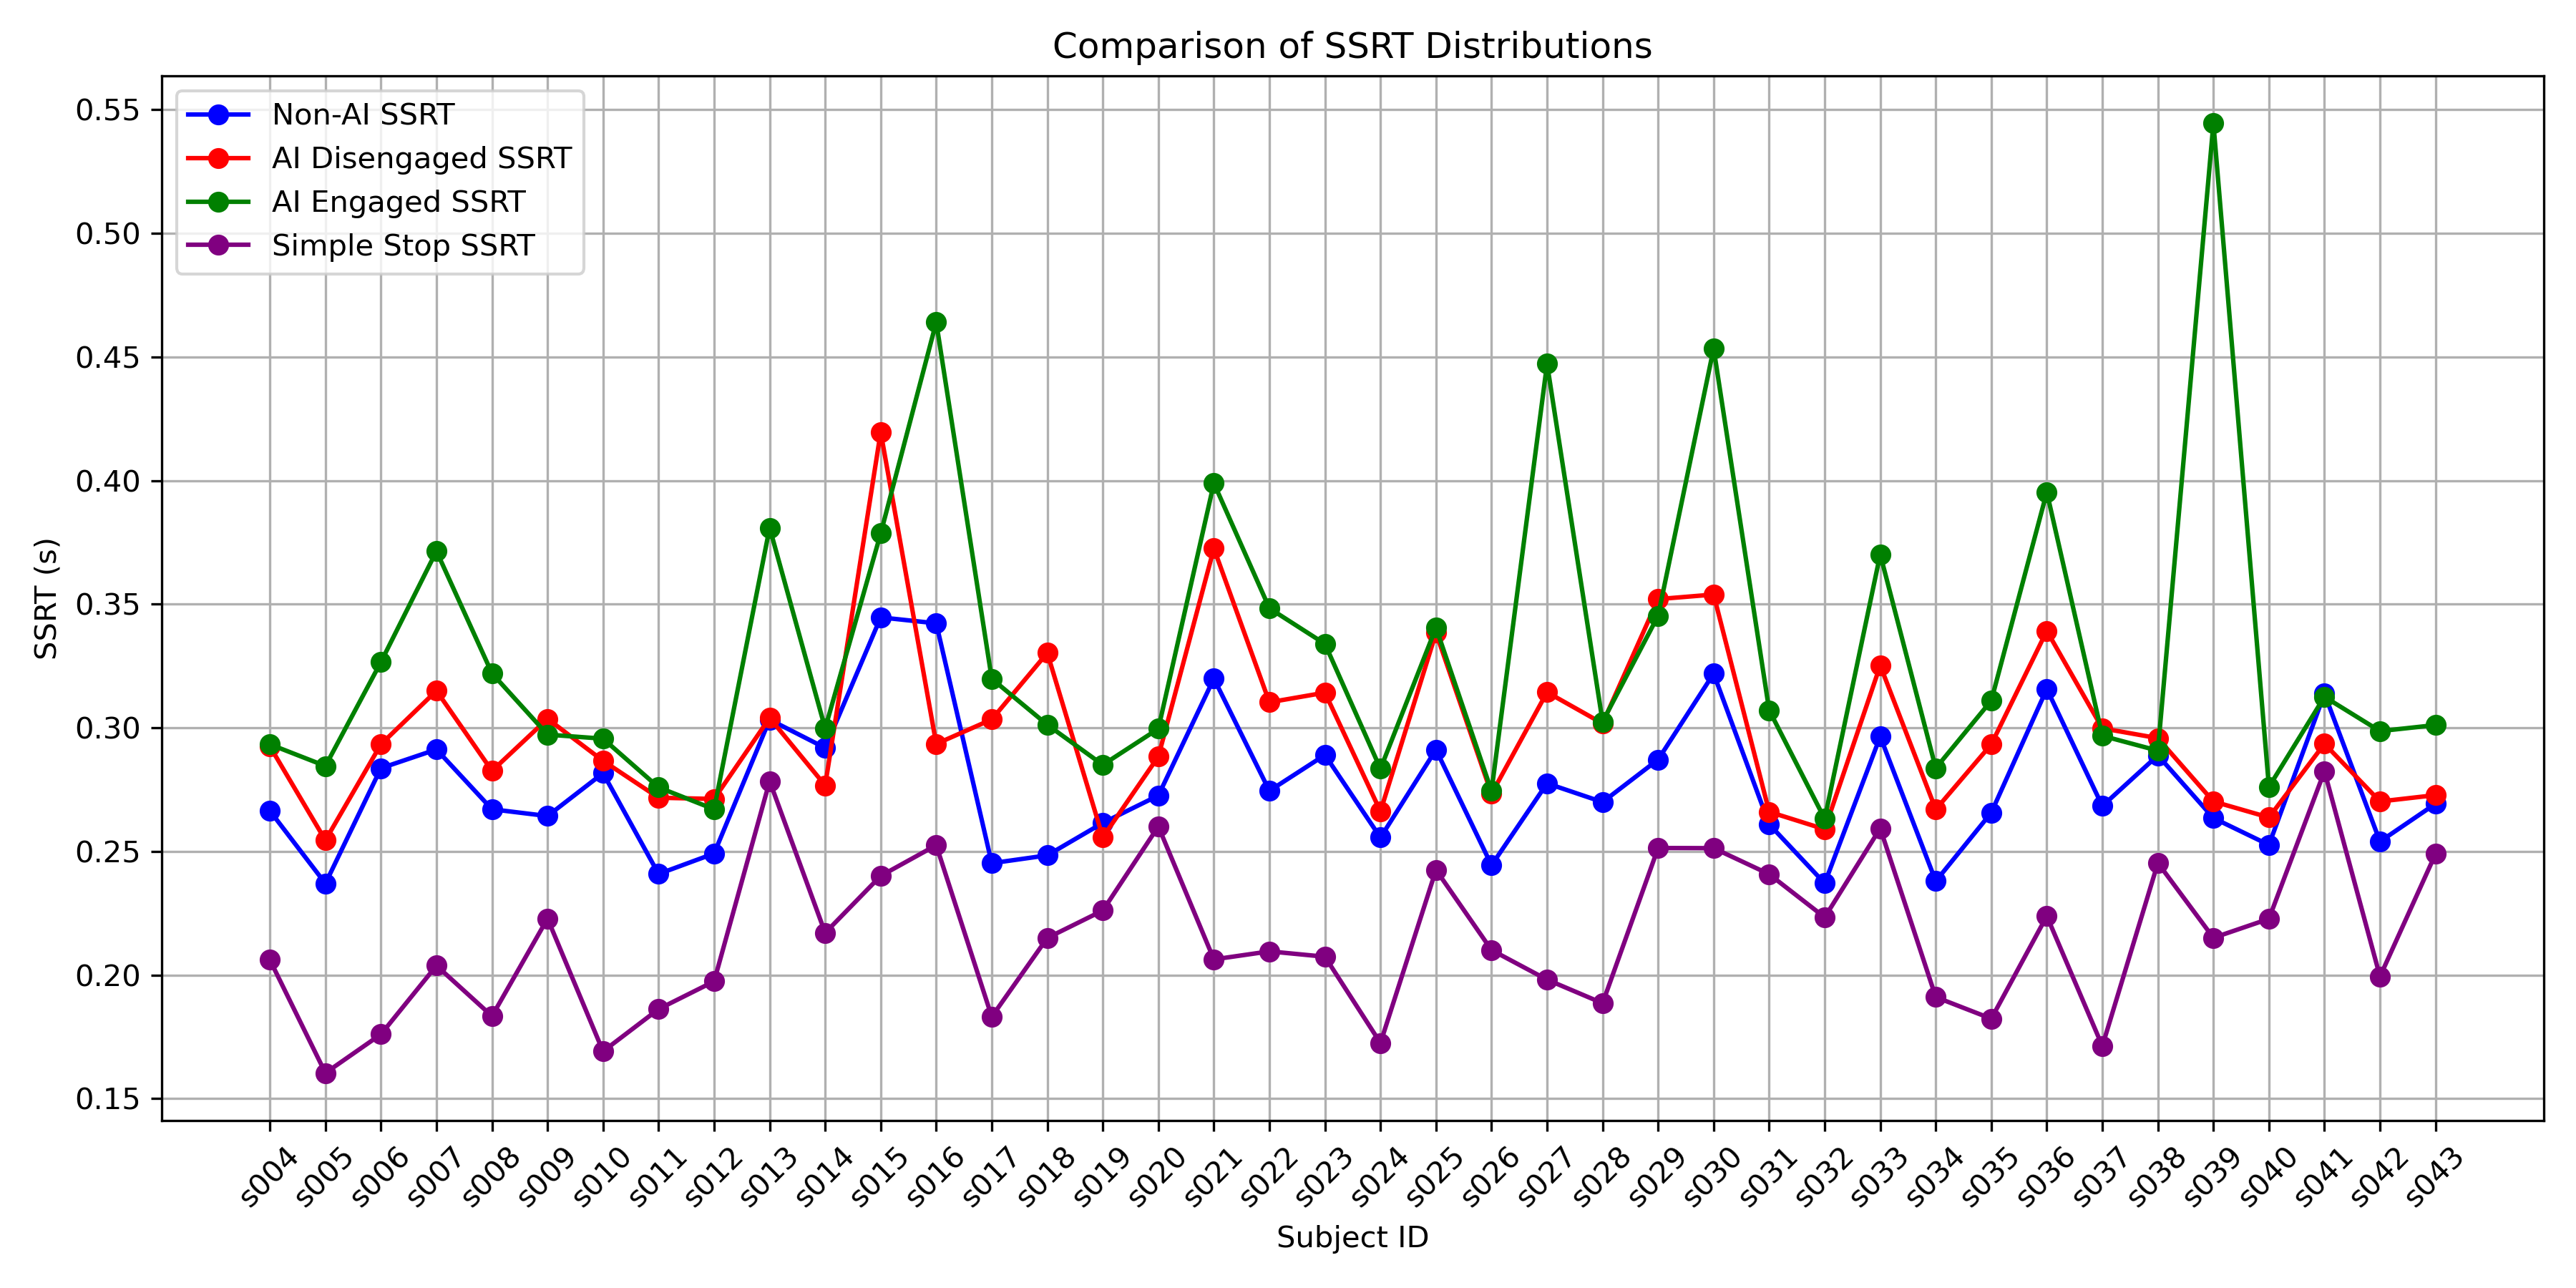 Comparison of SSRT Distributions
Non-AI SSRT
AI Disengaged SSRT
AI Engaged SSRT
Simple Stop SSRT
SSRT (s)
0.55
0.50
0.45
0.40
0.35
0.30
0.25
0.20
0.15
s004 s005 s006 s007 s008 s009 s010 s011 s012 s013 s014 s015 s016 s017 s018 s019 s020 s021 s022 s023 s024 s025 s026 s027 s028 s029 s030 s031 s032 s033 s034 s035 s036 s037 s038 s039 s040 s041 s042 s043
Subject ID